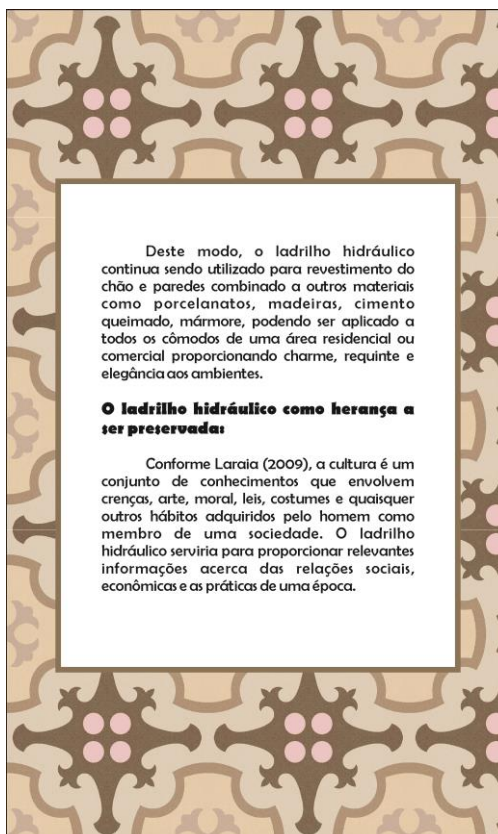 Deste modo, o ladrilho hidráulico
continua sendo utilizado para revestimento do
chão e paredes combinado a outros materiais
como porcelanatos, madeiras, cimento
queimado, mármore, podendo ser aplicado a
todos os cômodos de uma área residencial ou
comercial proporcionando charme, requinte e
elegância aos ambientes.
O ladrilho hidráulico como herança a
ser preservada:
Conforme Laraia (2009), a cultura é um
conjunto de conhecimentos que envolvem
crenças, arte, moral, leis, costumes e quaisquer
outros hábitos adquiridos pelo homem como
membro de uma sociedade. O ladrilho
hidráulico serviria para proporcionar relevantes
informações acerca das relações sociais,
econômicas e as práticas de uma época.